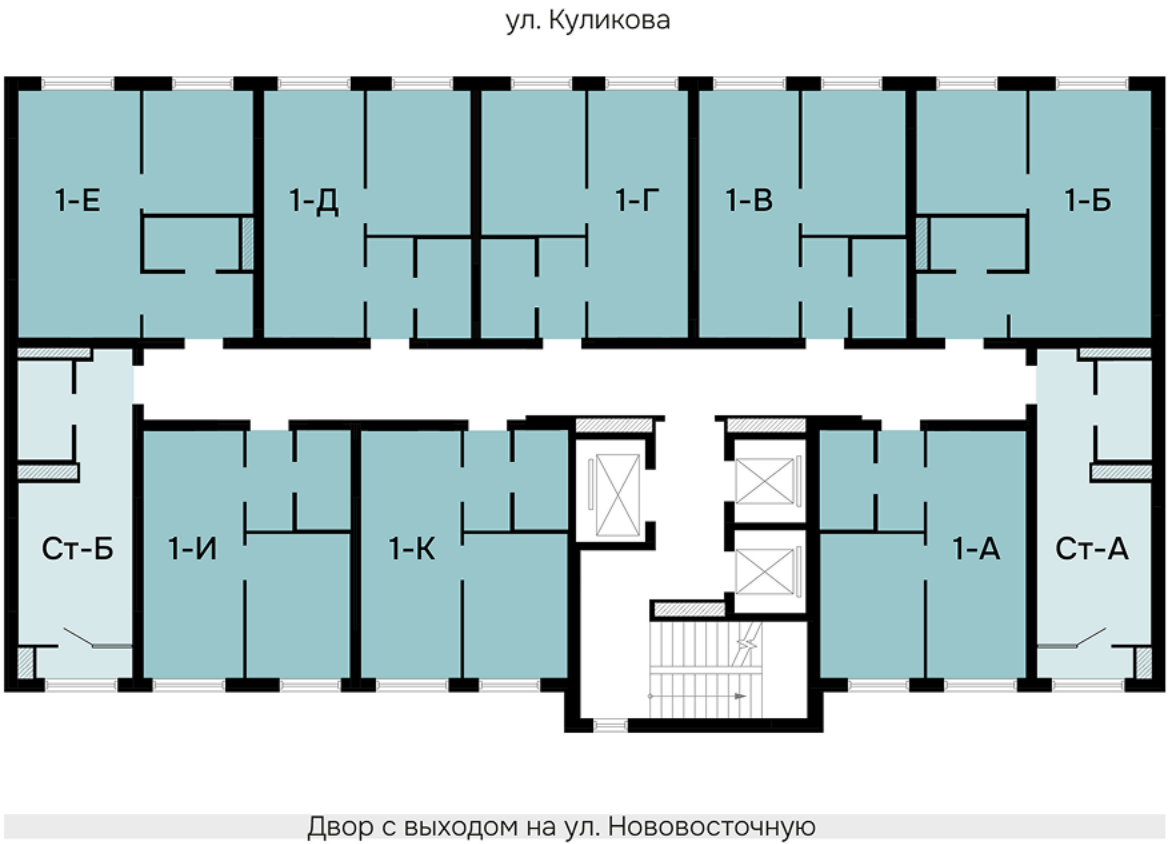 ул. Куликова
1-Е
1-Д
1-Г
1-В
1-Б
Ст-Б
1-И
1-К
1-А
Ст-А
Двор с выходом на ул. Нововосточную